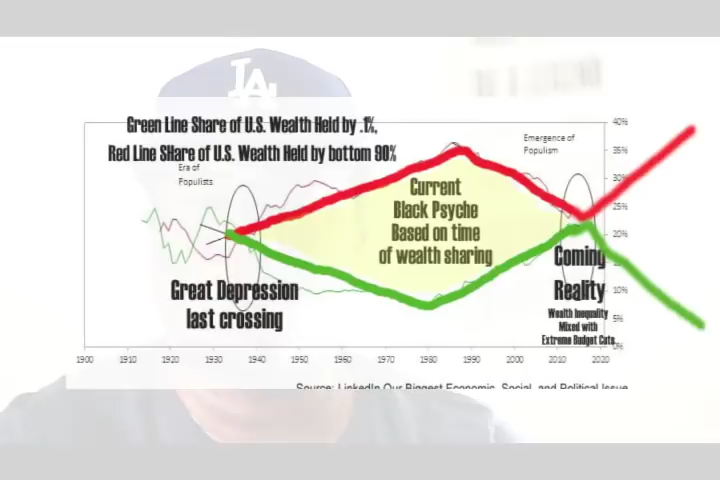 LA
Green Line Share of U.S. Wealth Held by .1%,
Red Line SHare of U.S. Wealth Held by bottom 90%
Era of
Populists
Emergence of
Populism
Current
Black Psyche
Based on time
of wealth sharing
Great Depression
last crossing
Coming
Reality
Wealth Inequality
Mixed with
Extreme Budget Cuts
40%
35%
30%
25%
20%
15%
10%
5%
0%
1900 1910 1920 1930 1940 1950 1960 1970 1980 1990 2000 2010 2020
Source: LinkedIn Our Biggest Economic, Social, and Political Issue